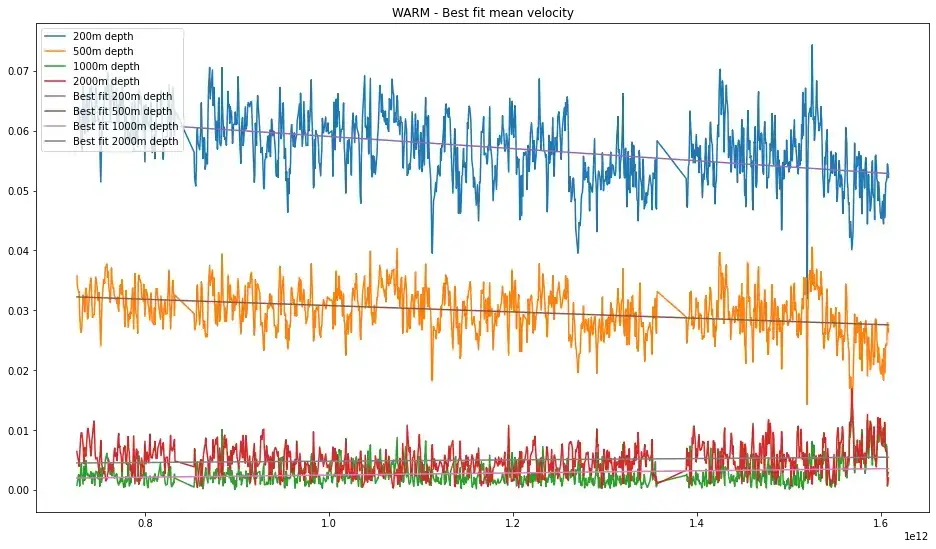 WARM - Best fit mean velocity
200m depth
500m depth
1000m depth
2000m depth
Best fit 200m depth
Best fit 500m depth
Best fit 1000m depth
Best fit 2000m depth
0.07
0.06
0.05
0.04
0.03
0.02
0.01
0.00
0.8 1.0 1.2 1.4 1.6
1e12